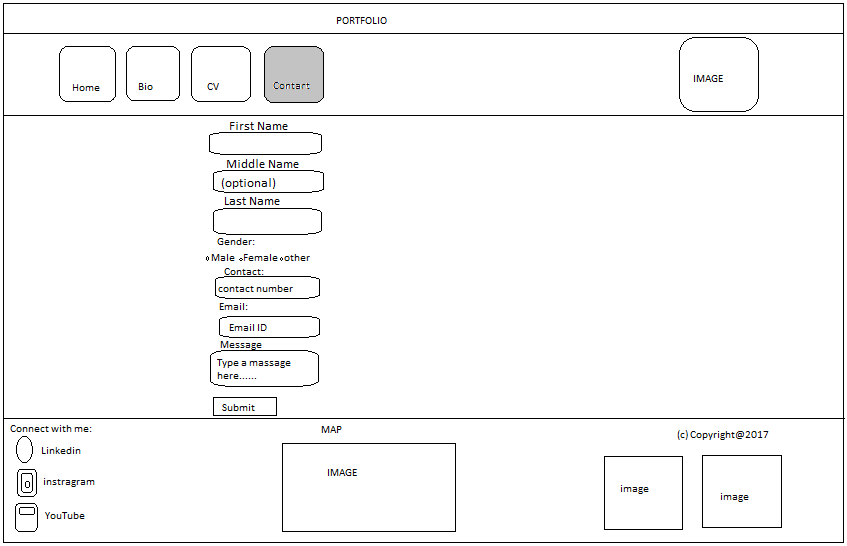 PORTFOLIO
Home
Bio
CV
Contart
IMAGE
First Name
Middle Name
(optional)
Last Name
Gender:
Male Female other
Contact:
contact number
Email:
Email ID
Message
Type a massage
here......
Submit
Connect with me:
Linkedin
instragram
YouTube
MAP
IMAGE
(c) Copyright@2017
image
image